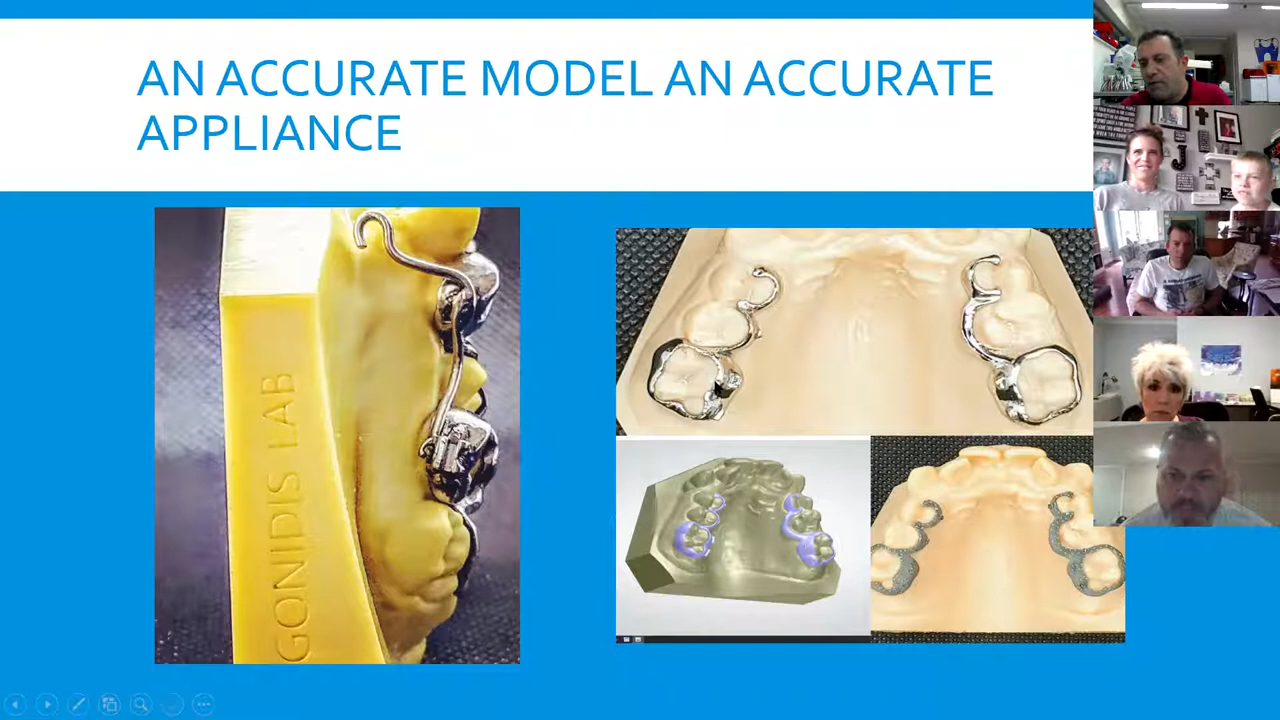 AN ACCURATE MODEL AN ACCURATE
APPLIANCE
GONIDIS LAB
J